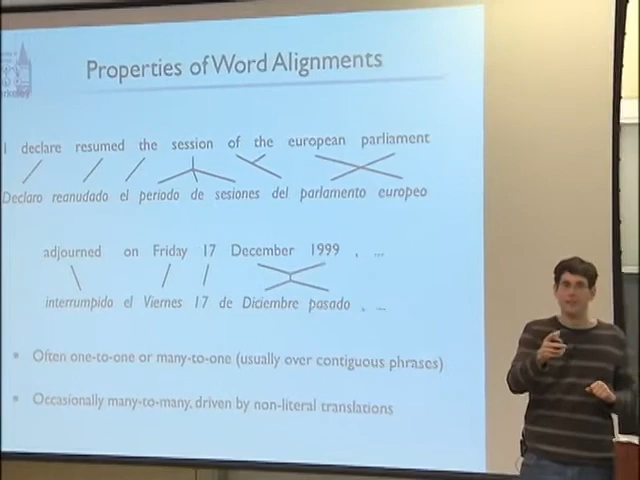 Properties of Word Alignments
I declare resumed the session of the european parliament
Declaro reanudado el periodo de sesiones del parlamento europeo
adjourned on Friday 17 December 1999 , ...
interrumpido el Viernes 17 de Diciembre pasado , ...
Often one-to-one or many-to-one (usually over contiguous phrases)
Occasionally many-to-many, driven by non-literal translations